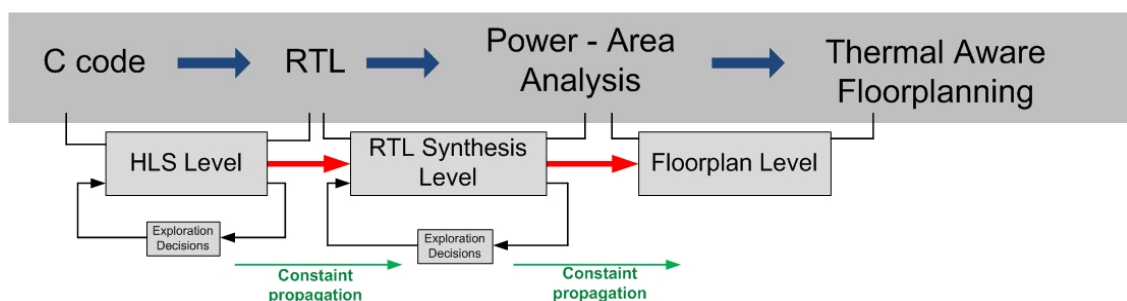 C code
RTL
Power - Area
Analysis
Thermal Aware
Floorplanning
HLS Level
RTL Synthesis
Level
Floorplan Level
Exploration
Decisions
Exploration
Decisions
Constaint
propagation
Constaint
propagation